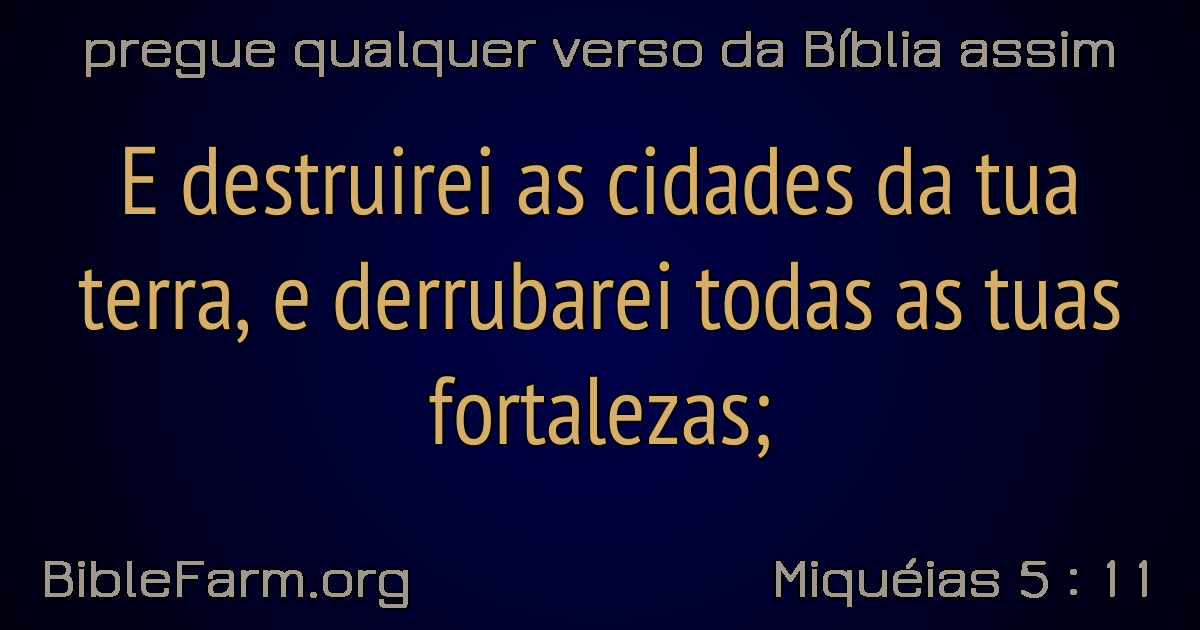 pregue qualquer verso da Bíblia assim
E destruirei as cidades da tua
terra, e derrubarei todas as tuas
fortalezas;
BibleFarm.org
Miquéias 5 : 11